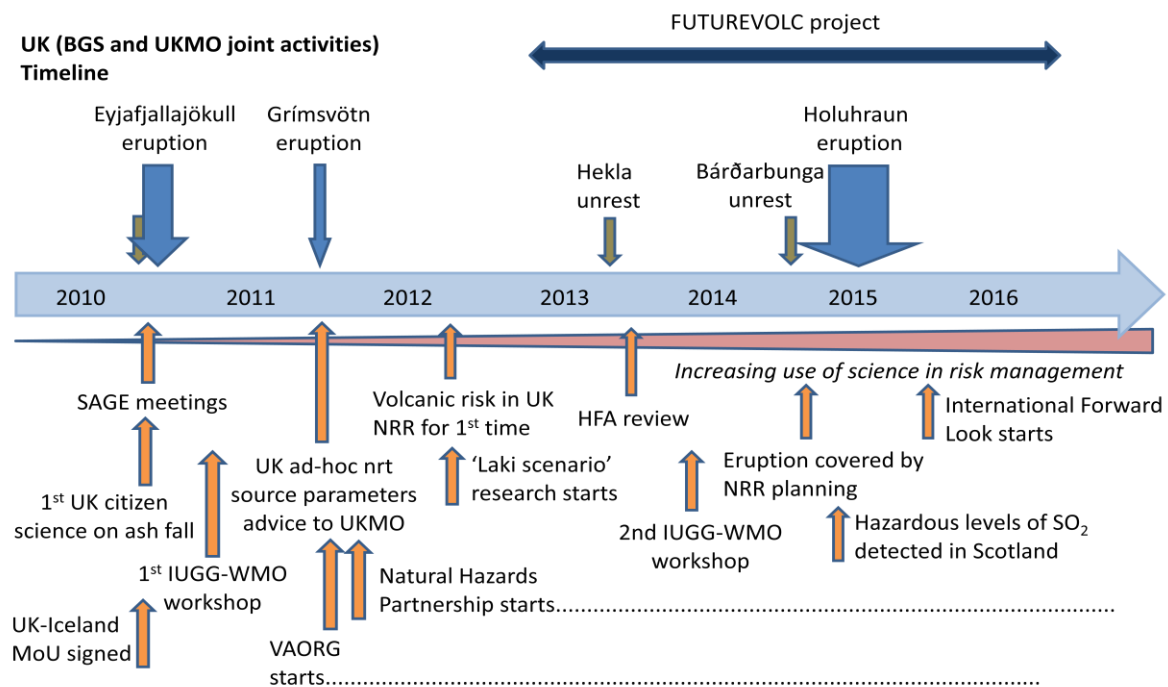 FUTUREVOLC project
UK (BGS and UKMO joint activities)
Timeline
Eyjafjallajökull
eruption
Grímsvötn
eruption
Holuhraun
eruption
Hekla
unrest
Bárðarbunga
unrest
2010
2011
2012
2013
2014
2015
2016
Increasing use of science in risk management
SAGE meetings
Volcanic risk in UK
NRR for 1st time
HFA review
International Forward
Look starts
1st UK citizen
science on ash fall
UK ad-hoc nrt
source parameters
advice to UKMO
'Laki scenario'
research starts
Eruption covered by
NRR planning
2nd IUGG-WMO
workshop
Hazardous levels of SO2
detected in Scotland
1st IUGG-WMO
workshop
Natural Hazards
Partnership starts.......................................................................................
UK-Iceland
MoU signed
VAORG
starts...................................................................................................................